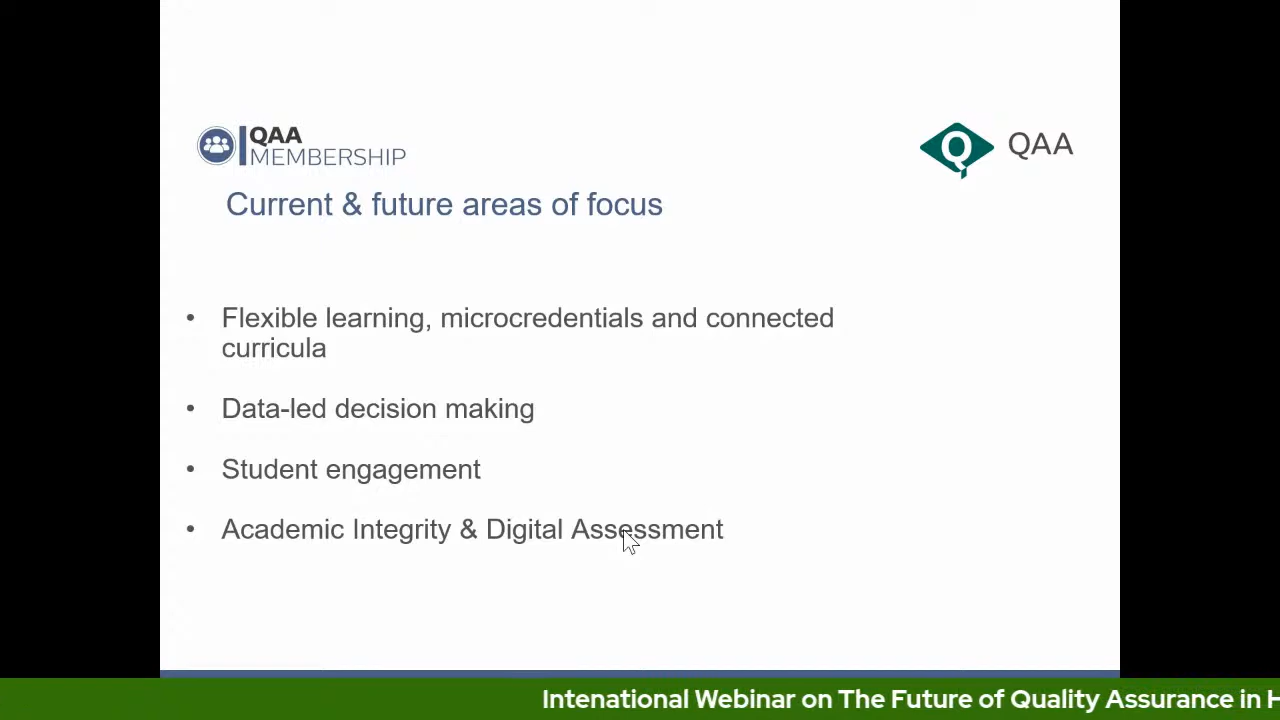 QAA
MEMBERSHIP
Q QAA
Current & future areas of focus
• Flexible learning, microcredentials and connected
curricula
• Data-led decision making
• Student engagement
• Academic Integrity & Digital Assessment
Intenational Webinar on The Future of Quality Assurance in H